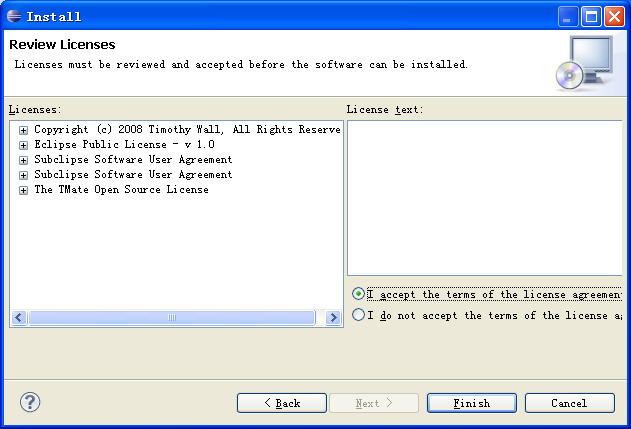 Install
Review Licenses
Licenses must be reviewed and accepted before the software can be installed.
Licenses:
Copyright (c) 2008 Timothy Wall, All Rights Reserve
Eclipse Public License - v 1.0
Subclipse Software User Agreement
Subclipse Software User Agreement
The TMate Open Source License
License text:
I accept the terms of the license agreemen
I do not accept the terms of the license a
?
< Back
Next >
Finish
Cancel